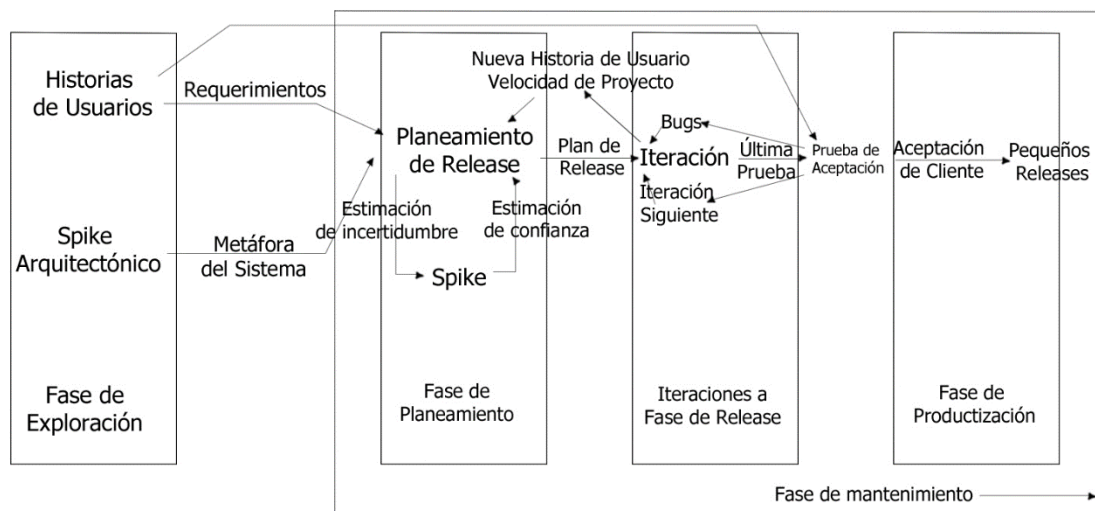 Historias
de Usuarios
Requerimientos
Spike
Arquitectónico
Metáfora
del Sistema
Fase de
Exploración
Nueva Historia de Usuario
Velocidad de Proyecto
Planeamiento
de Release
Estimación
de incertidumbre
Estimación
de confianza
Spike
Fase de
Planeamiento
Plan de
Release
Bugs
Iteración
Iteración
Siguiente
Última
Prueba
Iteraciones a
Fase de Release
Prueba de
Aceptación
Aceptación
de Cliente
Pequeños
Releases
Fase de
Productización
Fase de mantenimiento